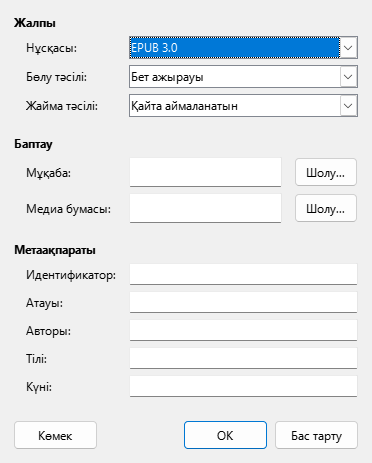 Жалпы
Нұсқасы: EPUB 3.0
Бөлу тәсілі: Бет ажырауы
Жайма тәсілі: Қайта аймаланатын
Баптау
Мұқаба: Шолу...
Медиа бумасы: Шолу...
Метаақпараты
Идентификатор:
Атауы:
Авторы:
Тілі:
Күні:
Көмек OK Бас тарту